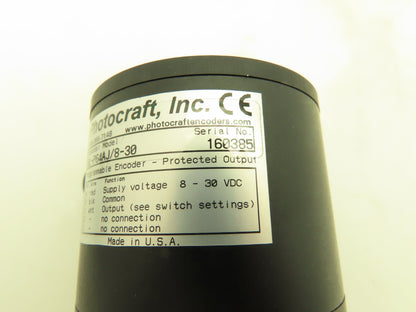 Photocraft, Inc. CE
www.photocraftencoders.com
Model Serial No.
/8-30 160385
Encoder - Protected Output
Function
Supply voltage 8 - 30 VDC
Common
Output (see switch settings)
- no connection
- no connection
Made in U.S.A.